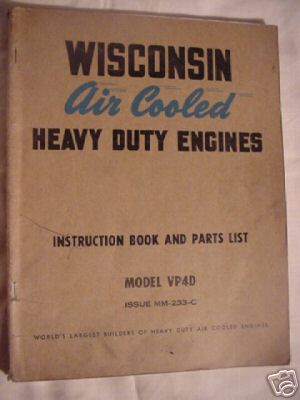 WISCONSIN
Air Cooled
HEAVY DUTY ENGINES
INSTRUCTION BOOK AND PARTS LIST
MODEL VP4D
ISSUE MM-233-C
WORLD'S LARGEST BUILDERS OF HEAVY DUTY AIR COOLED ENGINES